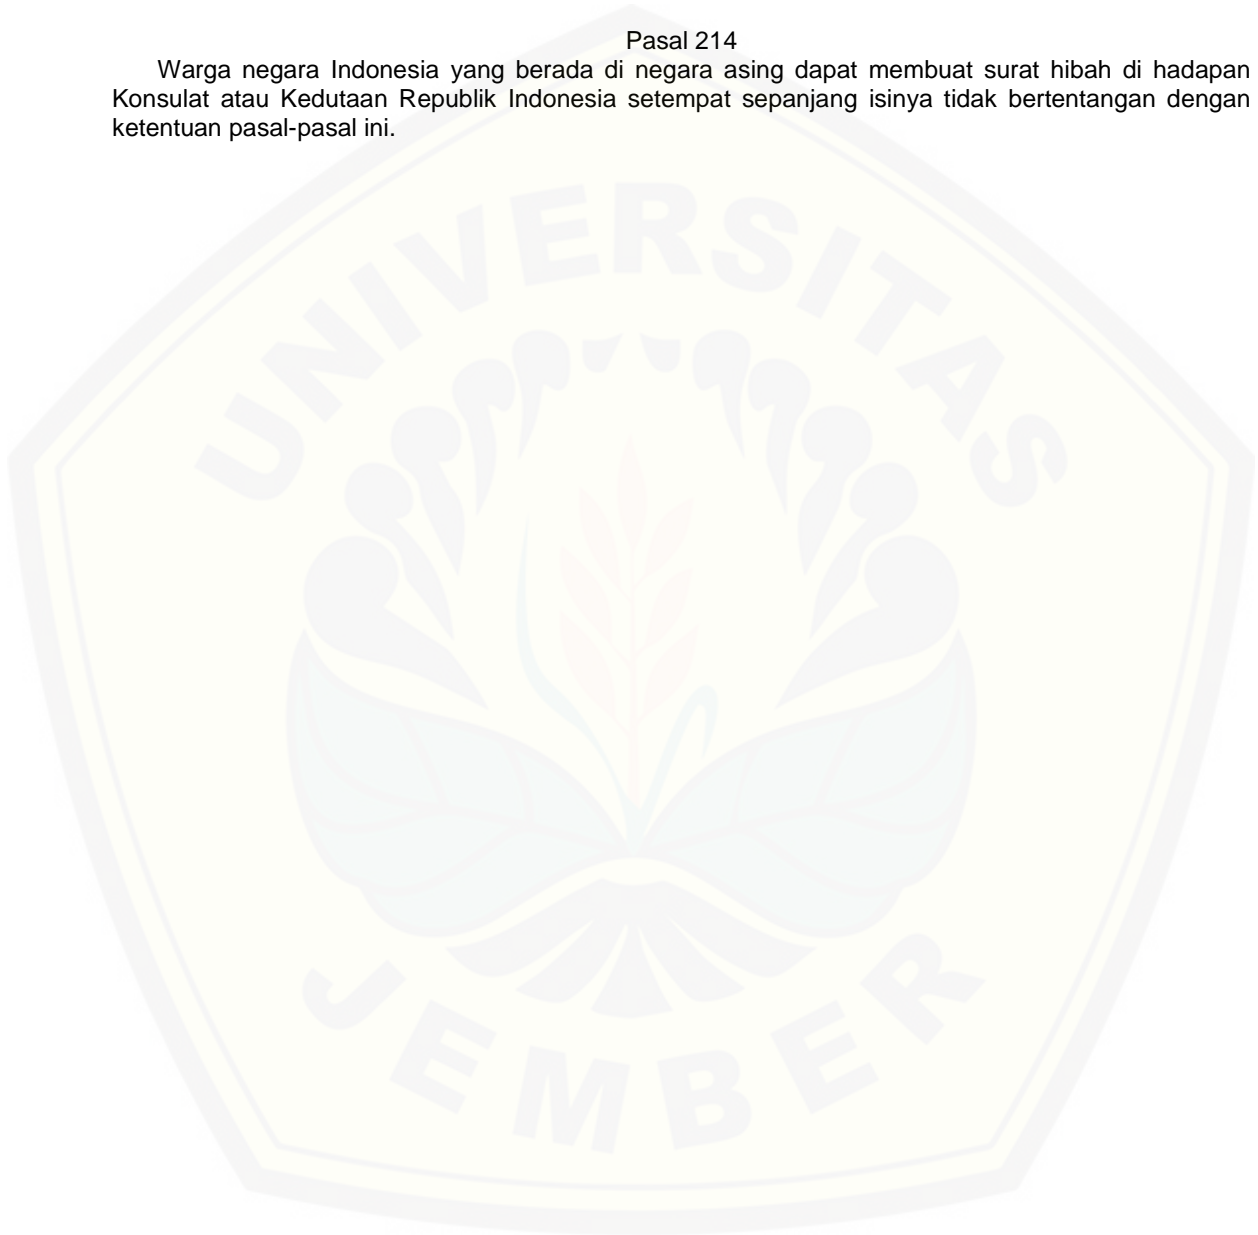 Pasal 214
Warga negara Indonesia yang berada di negara asing dapat membuat surat hibah di hadapan
Konsulat atau Kedutaan Republik Indonesia setempat sepanjang isinya tidak bertentangan dengan
ketentuan pasal-pasal ini.
UNIVERSITAS
JEMBER